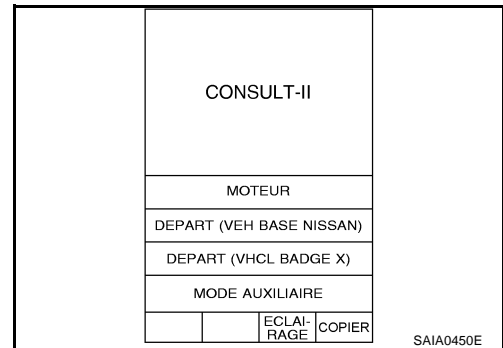 CONSULT-II
MOTEUR
DEPART (VEH BASE NISSAN)
DEPART (VHCL BADGE X)
MODE AUXILIAIRE
ECLAI-
RAGE
COPIER
SAIA0450E